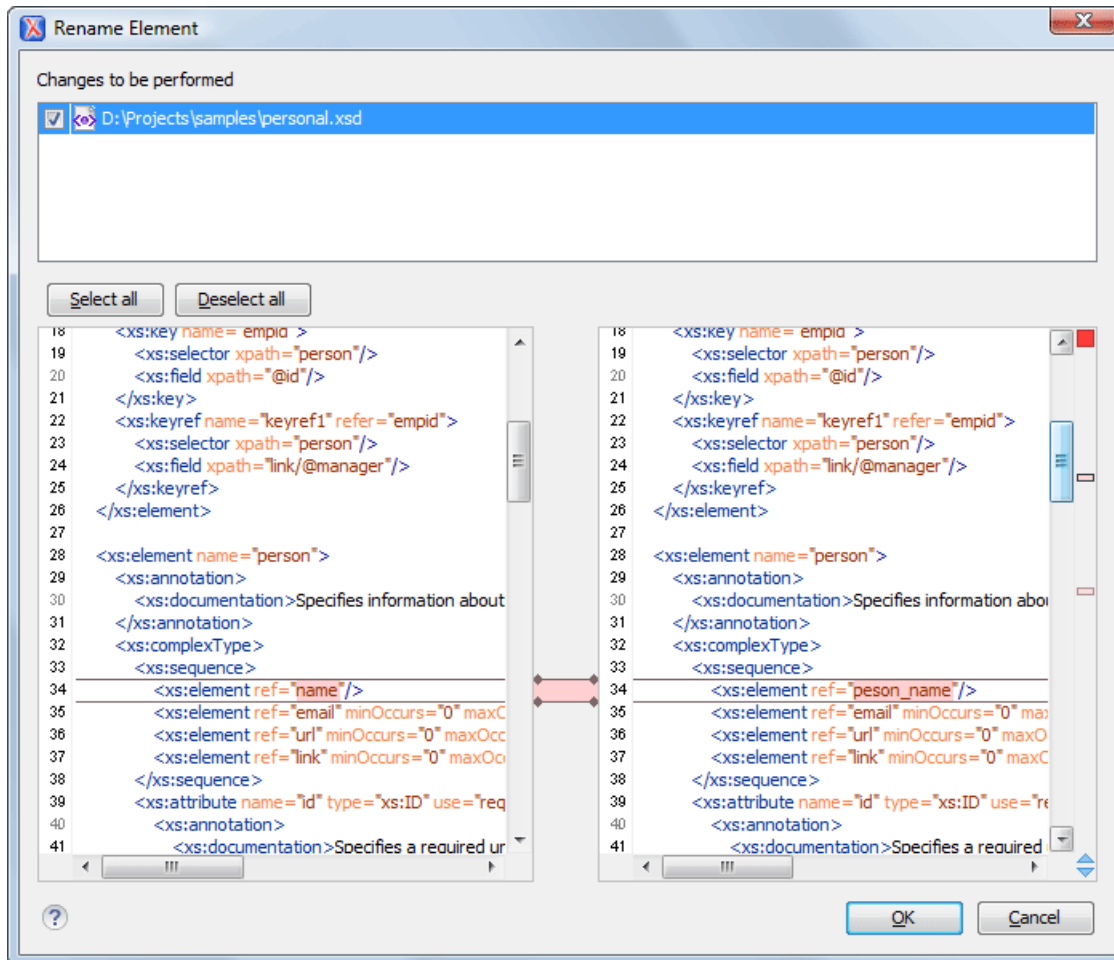 Rename Element
Changes to be performed
D:\Projects\samples\personal.xsd
Select all
Deselect all
18 <xs:key name="empid">
19 <xs:selector xpath="person"/>
20 <xs:field xpath="@id"/>
21 </xs:key>
22 <xs:keyref name="keyref1" refer="empid">
23 <xs:selector xpath="person"/>
24 <xs:field xpath="link/@manager"/>
25 </xs:keyref>
26 </xs:element>
27
28 <xs:element name="person">
29 <xs:annotation>
30 <xs:documentation>Specifies information about
31 </xs:annotation>
32 <xs:complexType>
33 <xs:sequence>
34 <xs:element ref="name"/>
35 <xs:element ref="email" minOccurs="0" maxO
36 <xs:element ref="url" minOccurs="0" maxOcc
37 <xs:element ref="link" minOccurs="0" maxOc
38 </xs:sequence>
39 <xs:attribute name="id" type="xs:ID" use="req
40 <xs:annotation>
41 <xs:documentation>Specifies a required ur
18 <xs:key name="empid">
19 <xs:selector xpath="person"/>
20 <xs:field xpath="@id"/>
21 </xs:key>
22 <xs:keyref name="keyref1" refer="empid">
23 <xs:selector xpath="person"/>
24 <xs:field xpath="link/@manager"/>
25 </xs:keyref>
26 </xs:element>
27
28 <xs:element name="person">
29 <xs:annotation>
30 <xs:documentation>Specifies information abou
31 </xs:annotation>
32 <xs:complexType>
33 <xs:sequence>
34 <xs:element ref="peson_name"/>
35 <xs:element ref="email" minOccurs="0" max
36 <xs:element ref="url" minOccurs="0" maxO
37 <xs:element ref="link" minOccurs="0" maxC
38 </xs:sequence>
39 <xs:attribute name="id" type="xs:ID" use="re
40 <xs:annotation>
41 <xs:documentation>Specifies a required
?
OK
Cancel